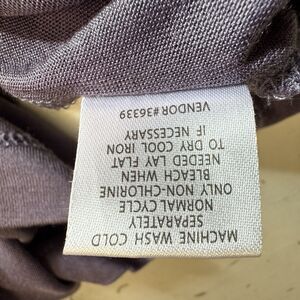 MACHINE WASH COLD
SEPARATELY
NORMAL CYCLE
ONLY NON-CHLORINE
BLEACH WHEN
NEEDED LAY FLAT
TO DRY COOL IRON
IF NECESSARY
VENDOR#36339